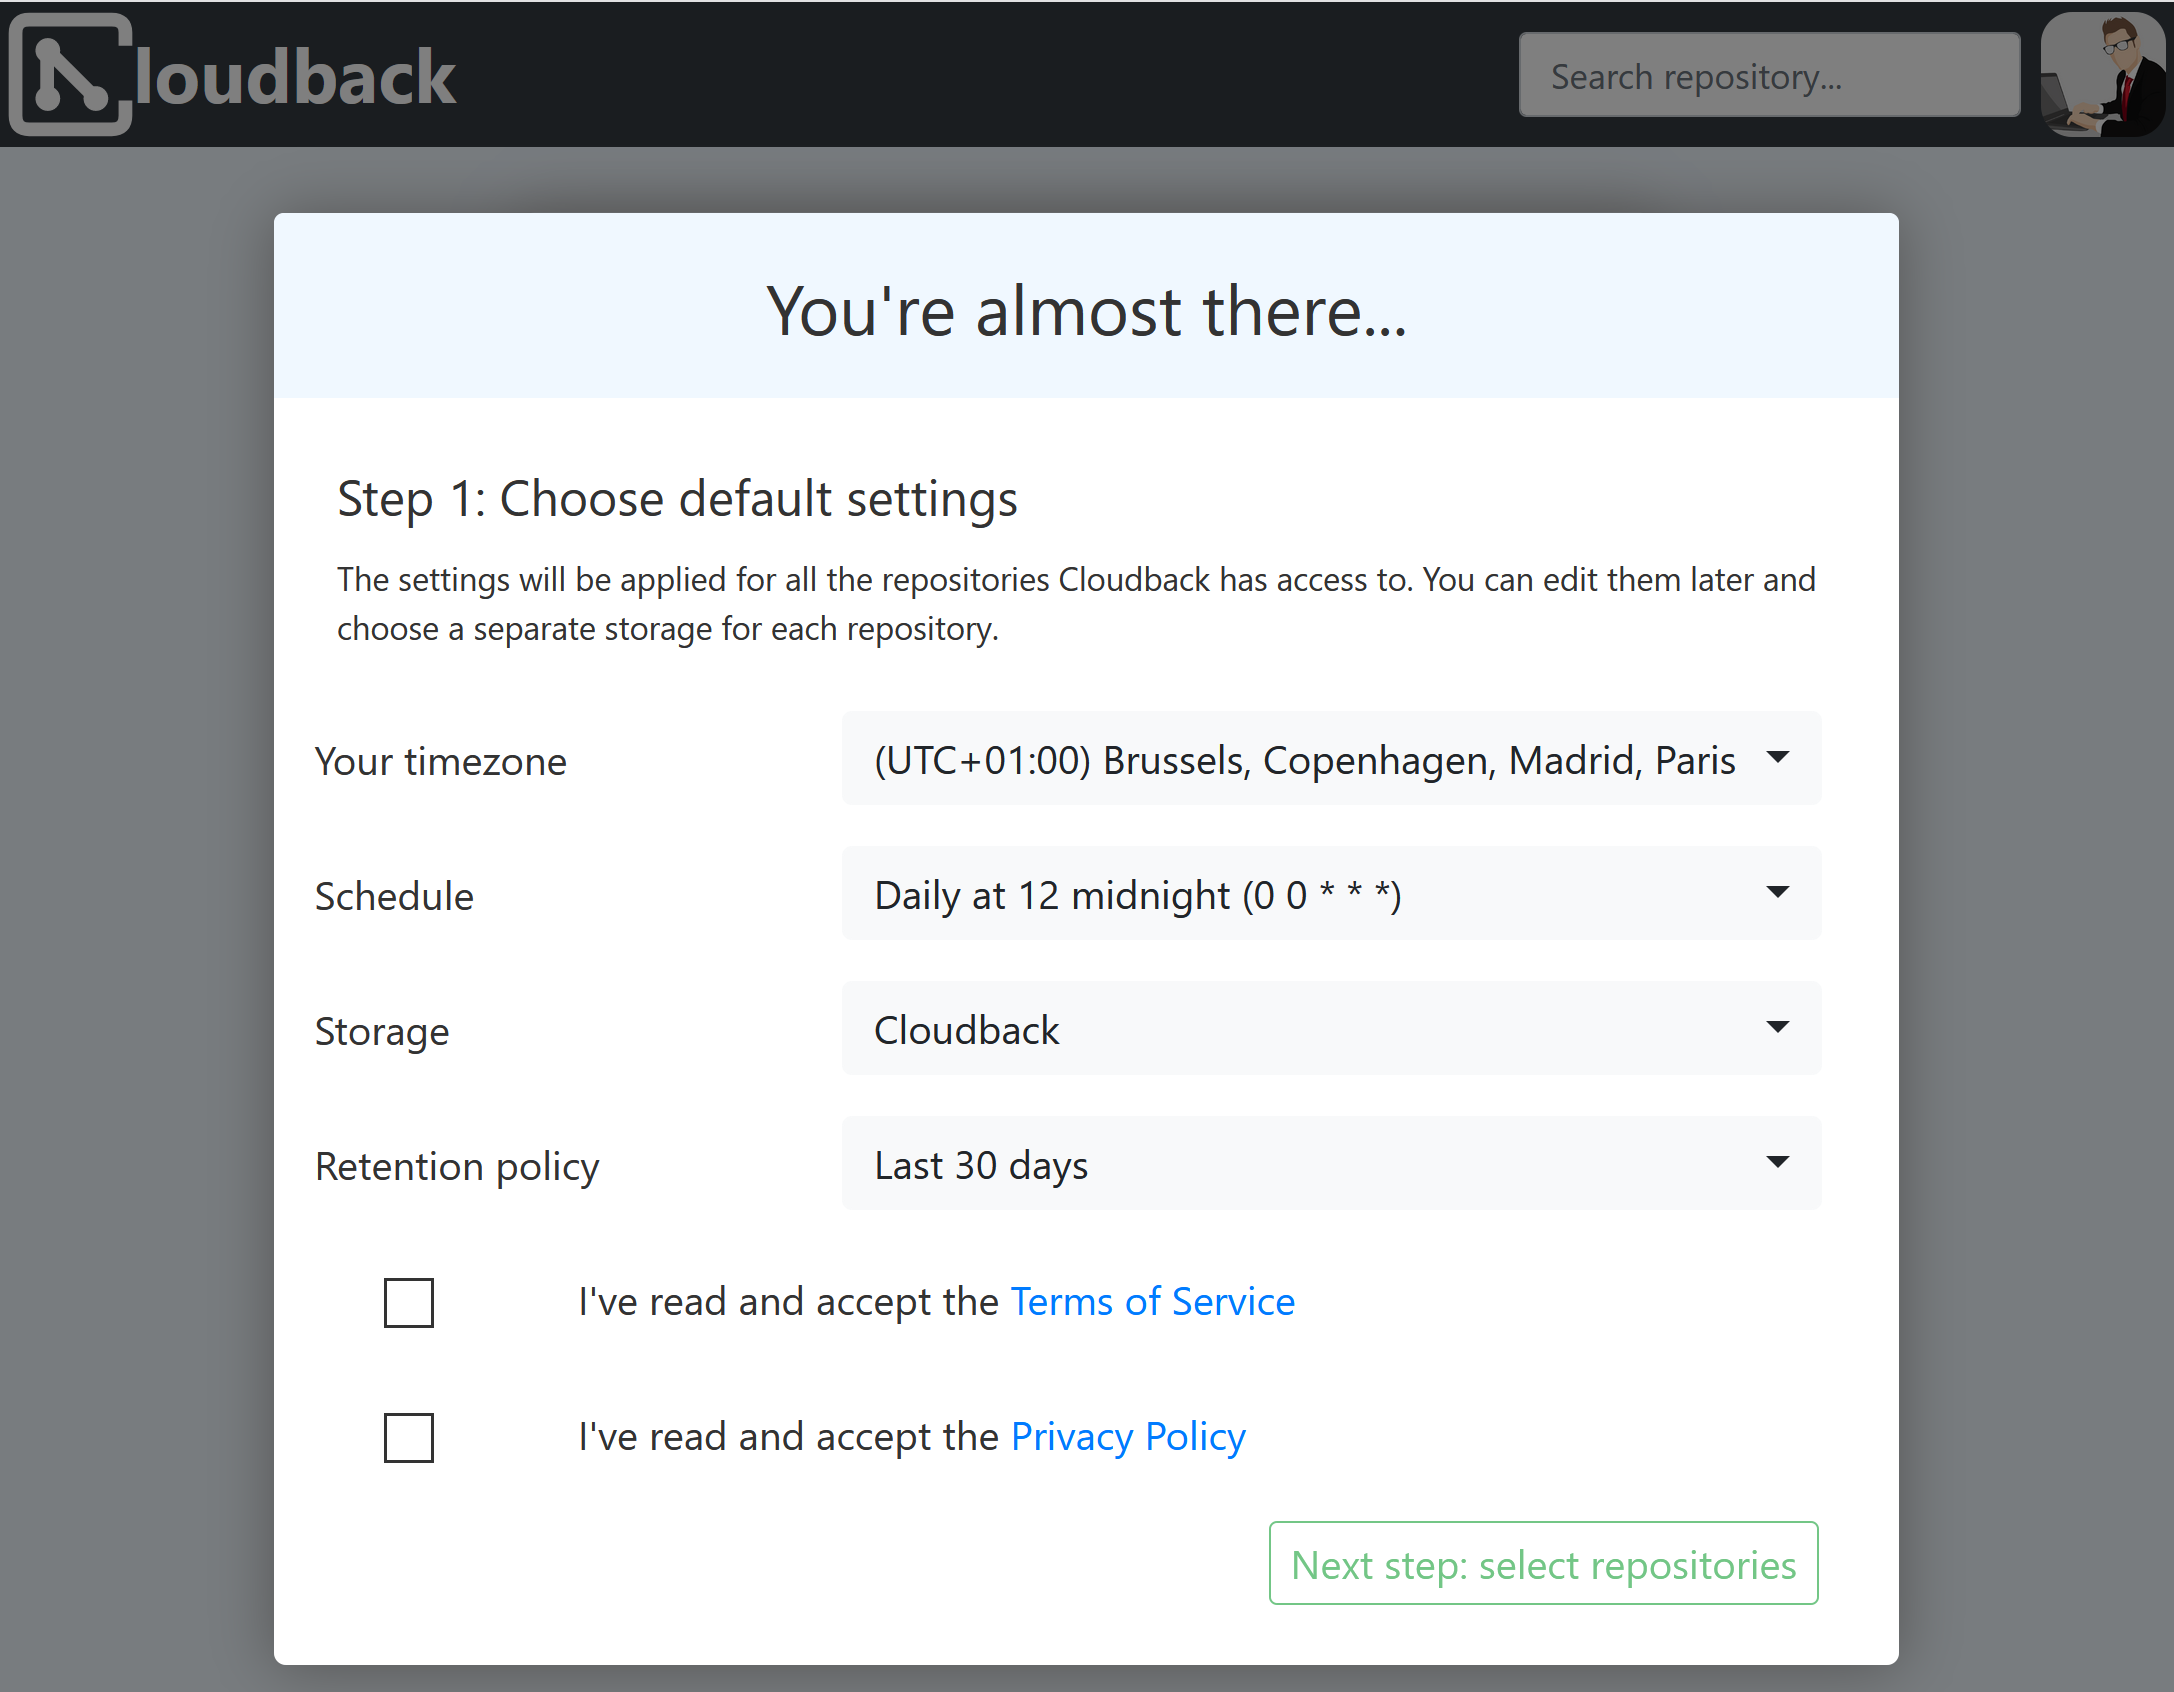 Cloudback
Search repository...
You're almost there...
Step 1: Choose default settings
The settings will be applied for all the repositories Cloudback has access to. You can edit them later and
choose a separate storage for each repository.
Your timezone
(UTC+01:00) Brussels, Copenhagen, Madrid, Paris
Schedule
Daily at 12 midnight (0 0 * * *)
Storage
Cloudback
Retention policy
Last 30 days
I've read and accept the Terms of Service
I've read and accept the Privacy Policy
Next step: select repositories